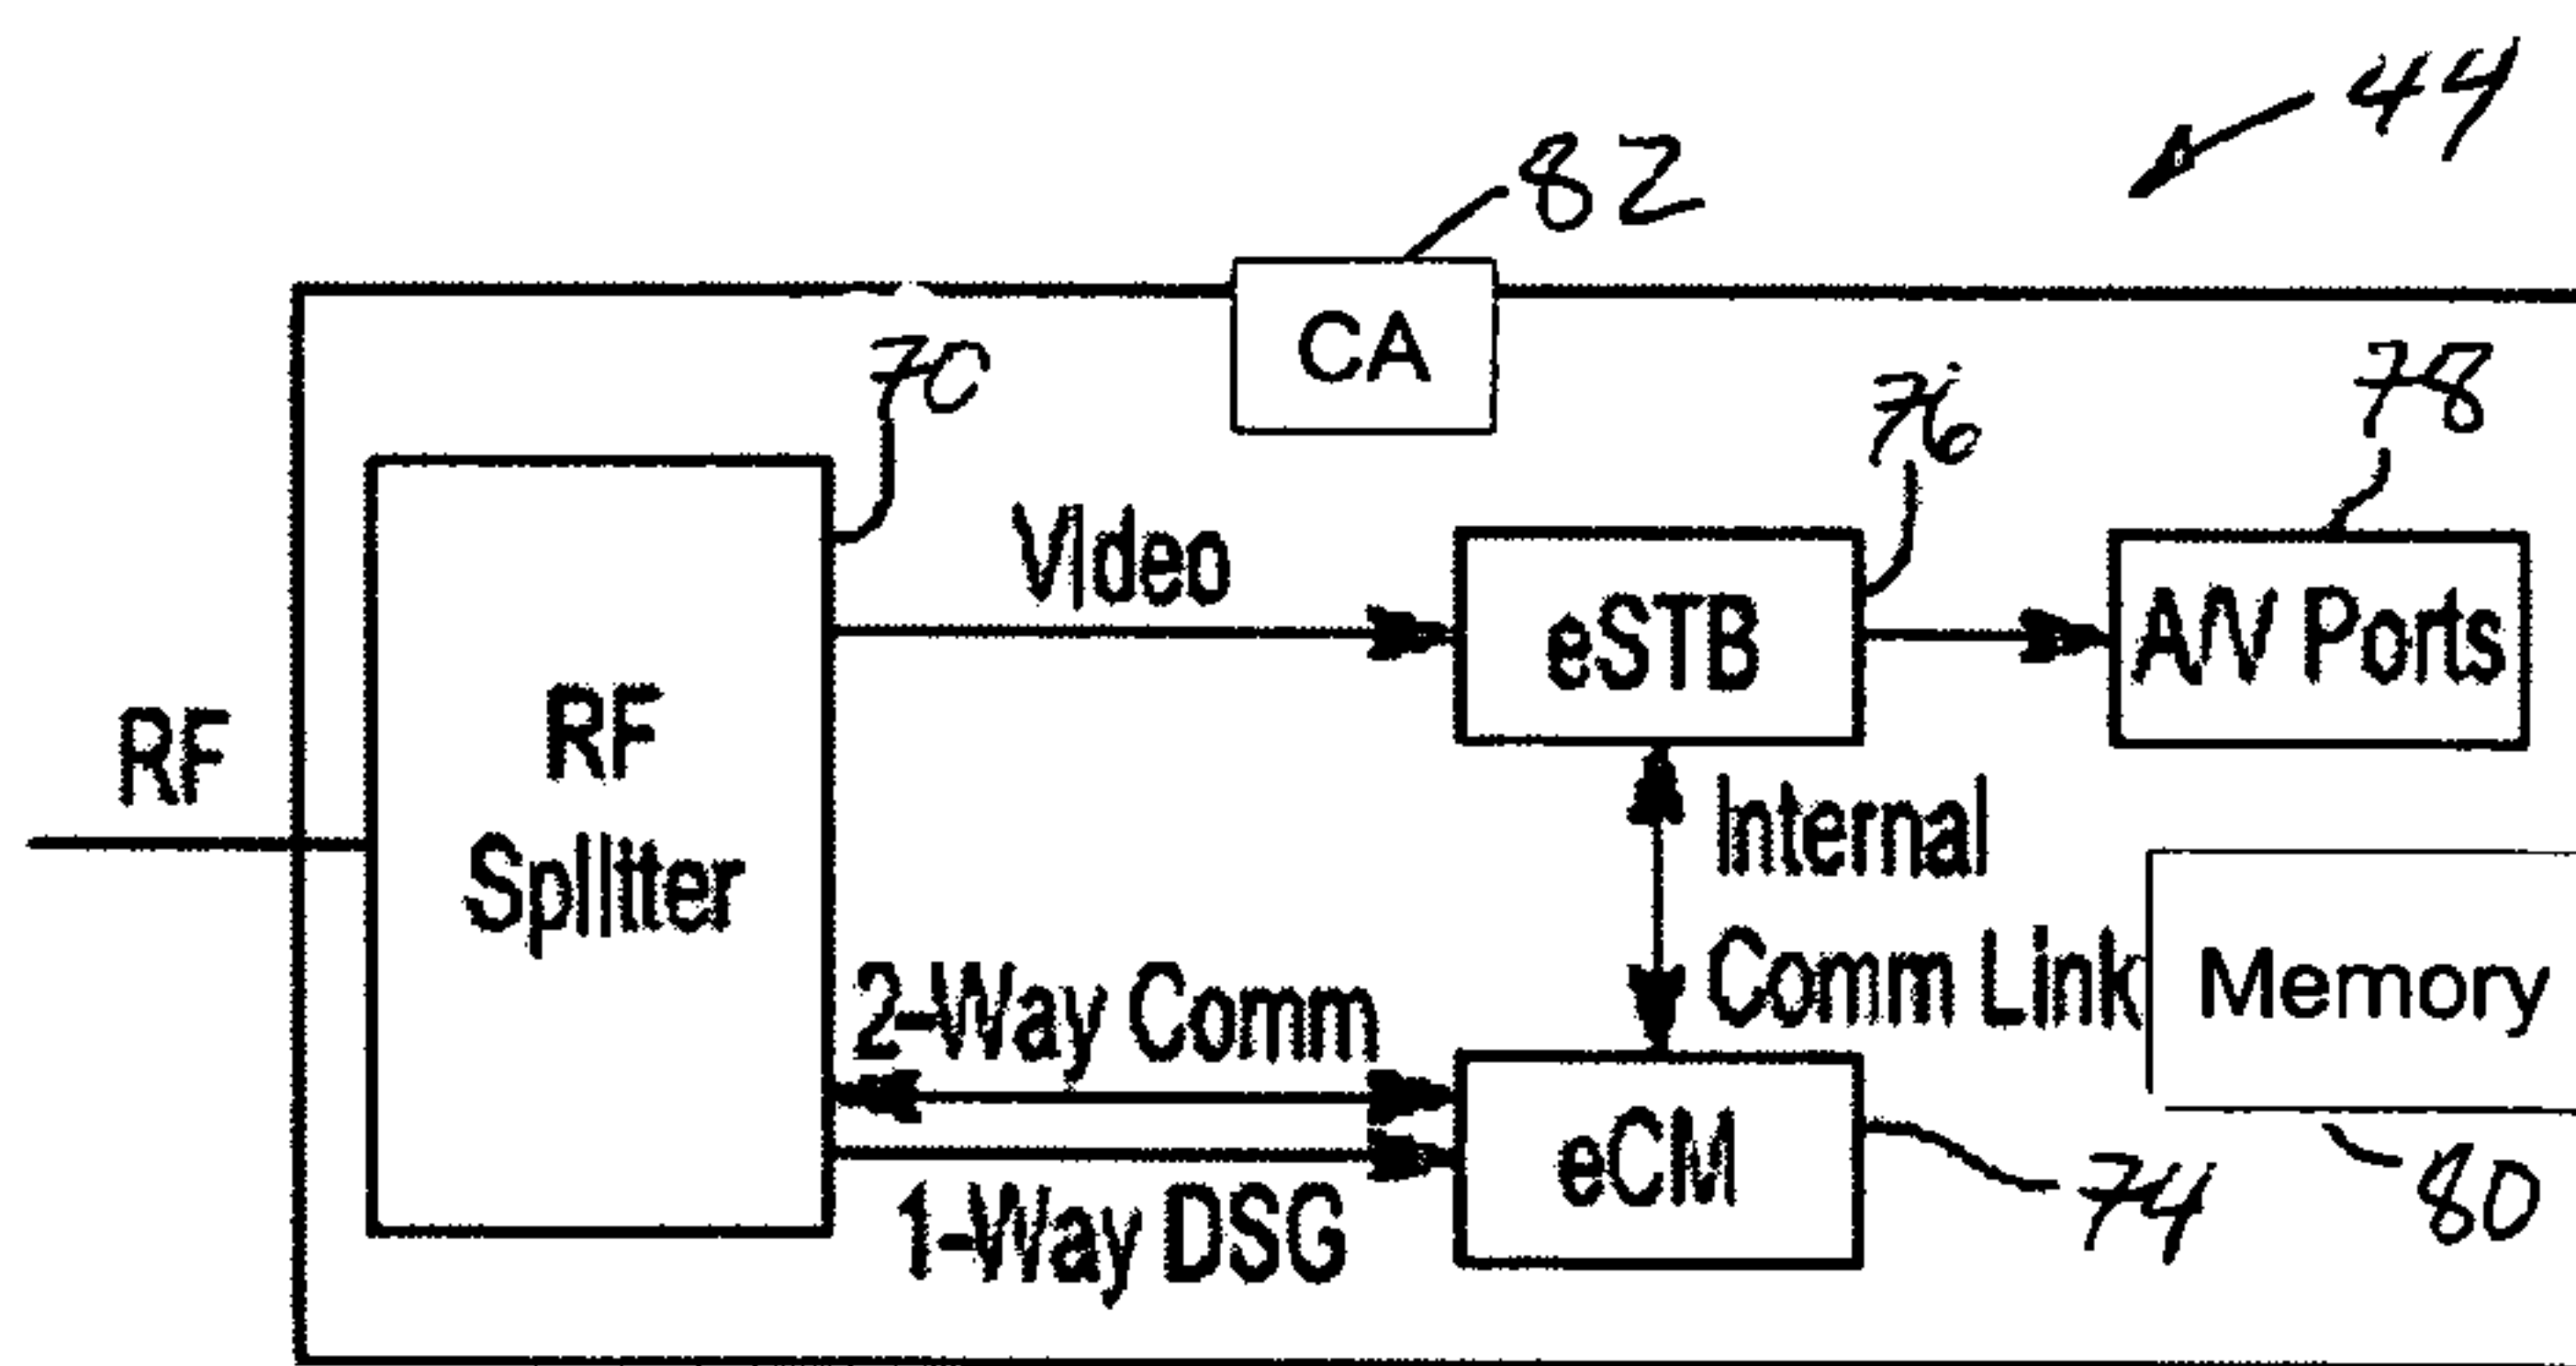 44
82
CA
70
76
78
Video
eSTB
A/V Ports
RF
RF
Splitter
Internal
Comm Link
Memory
2-Way Comm
eCM
1-Way DSG
74
80